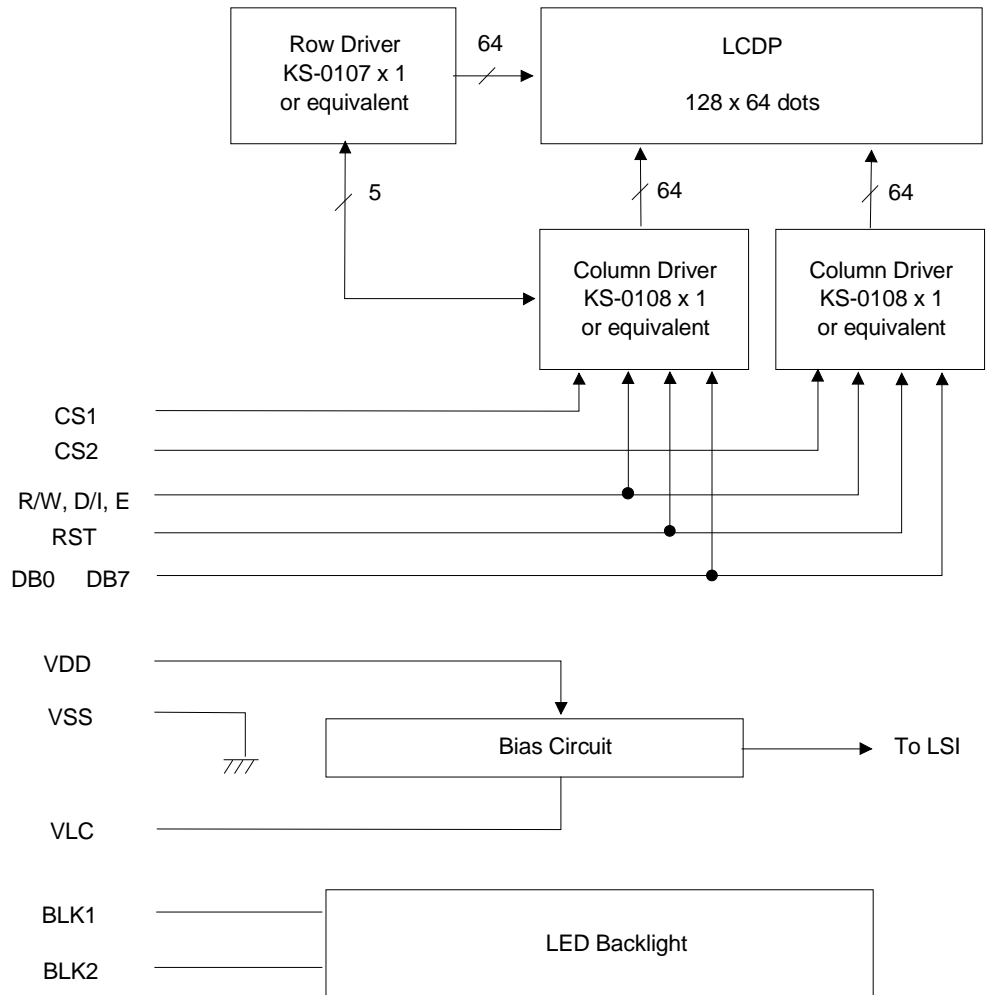 Row Driver
KS-0107 x 1
or equivalent
64
LCDP
128 x 64 dots
5
64
64
Column Driver
KS-0108 x 1
or equivalent
Column Driver
KS-0108 x 1
or equivalent
CS1
CS2
R/W, D/I, E
RST
DB0 DB7
VDD
VSS
Bias Circuit
To LSI
VLC
BLK1
LED Backlight
BLK2